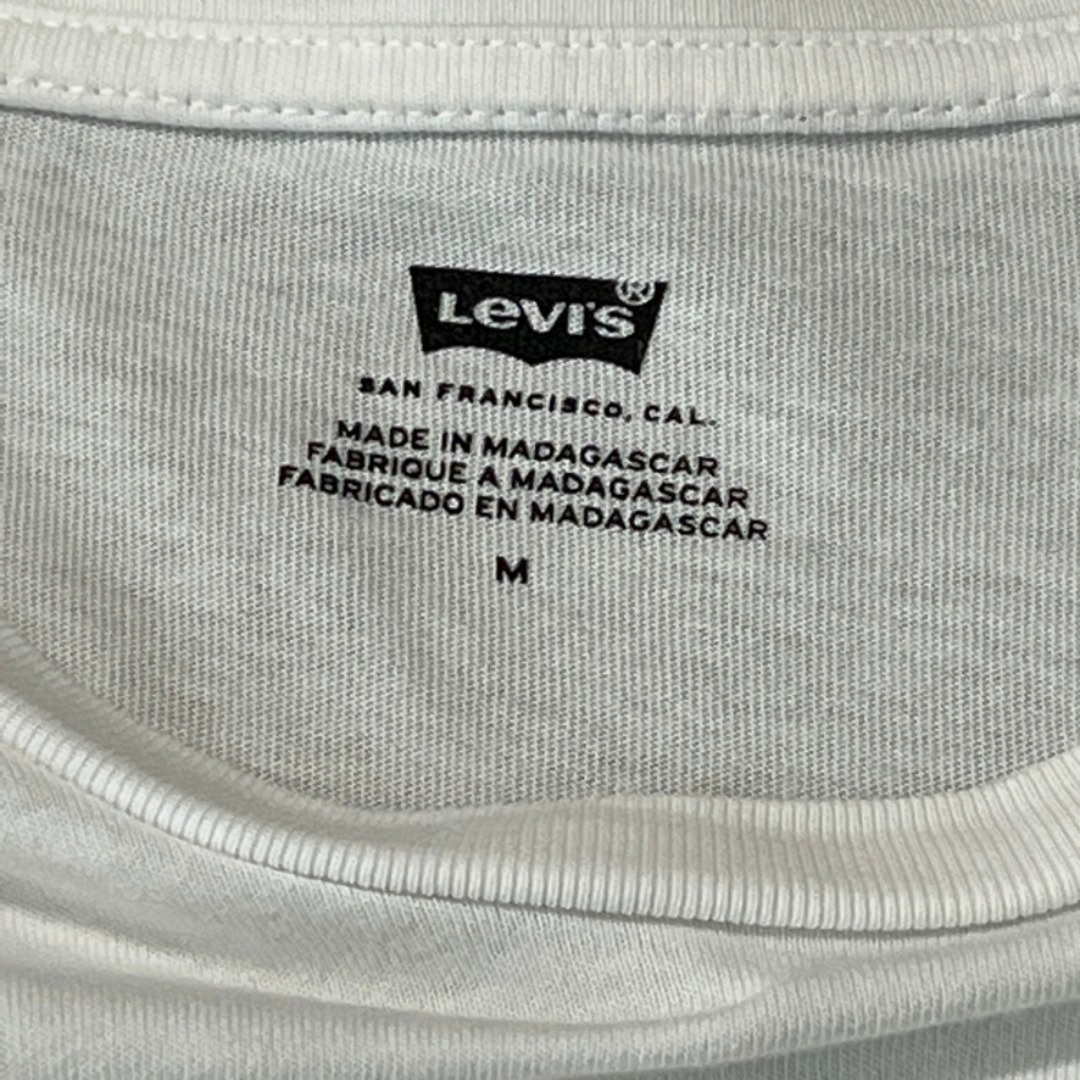 Levi's®
SAN FRANCISCO, CAL.
MADE IN MADAGASCAR
FABRIQUE A MADAGASCAR
FABRICADO EN MADAGASCAR
M